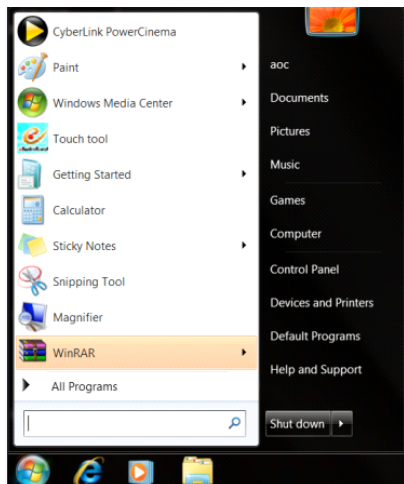 CyberLink PowerCinema
Paint
Windows Media Center
Touch tool
Getting Started
Calculator
Sticky Notes
Snipping Tool
Magnifier
WinRAR
All Programs
aoc
Documents
Pictures
Music
Games
Computer
Control Panel
Devices and Printers
Default Programs
Help and Support
Shut down